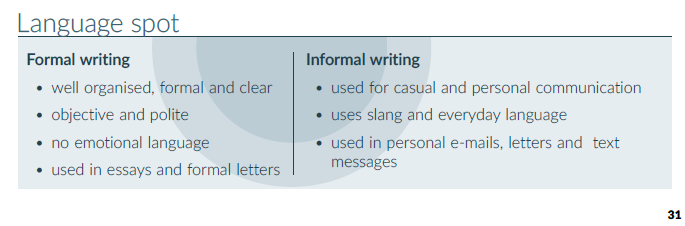 Language spot
Formal writing
• well organised, formal and clear
• objective and polite
• no emotional language
• used in essays and formal letters
Informal writing
• used for casual and personal communication
• uses slang and everyday language
• used in personal e-mails, letters and text
messages
31